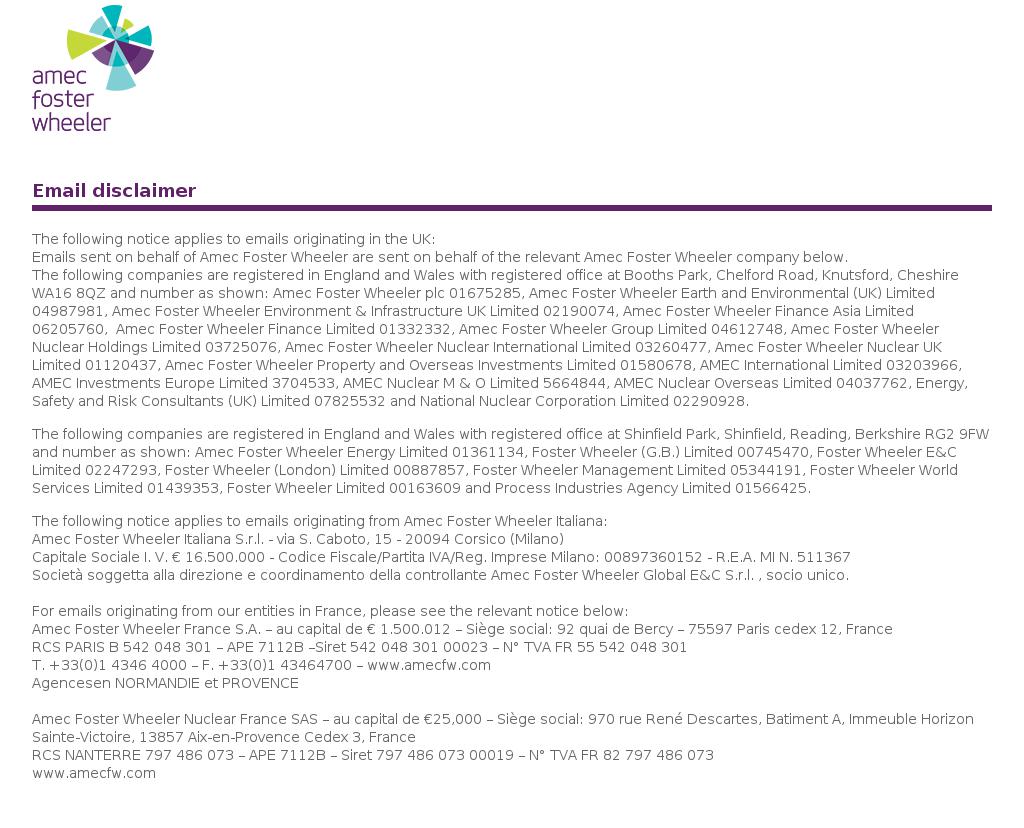 amec
foster
wheeler
Email disclaimer
The following notice applies to emails originating in the UK:
Emails sent on behalf of Amec Foster Wheeler are sent on behalf of the relevant Amec Foster Wheeler company below.
The following companies are registered in England and Wales with registered office at Booths Park, Chelford Road, Knutsford, Cheshire
WA16 8QZ and number as shown: Amec Foster Wheeler plc 01675285, Amec Foster Wheeler Earth and Environmental (UK) Limited
04987981, Amec Foster Wheeler Environment & Infrastructure UK Limited 02190074, Amec Foster Wheeler Finance Asia Limited
06205760,  Amec Foster Wheeler Finance Limited 01332332, Amec Foster Wheeler Group Limited 04612748, Amec Foster Wheeler
Nuclear Holdings Limited 03725076, Amec Foster Wheeler Nuclear International Limited 03260477, Amec Foster Wheeler Nuclear UK
Limited 01120437, Amec Foster Wheeler Property and Overseas Investments Limited 01580678, AMEC International Limited 03203966,
AMEC Investments Europe Limited 3704533, AMEC Nuclear M & O Limited 5664844, AMEC Nuclear Overseas Limited 04037762, Energy,
Safety and Risk Consultants (UK) Limited 07825532 and National Nuclear Corporation Limited 02290928.
The following companies are registered in England and Wales with registered office at Shinfield Park, Shinfield, Reading, Berkshire RG2 9FW
and number as shown: Amec Foster Wheeler Energy Limited 01361134, Foster Wheeler (G.B.) Limited 00745470, Foster Wheeler E&C
Limited 02247293, Foster Wheeler (London) Limited 00887857, Foster Wheeler Management Limited 05344191, Foster Wheeler World
Services Limited 01439353, Foster Wheeler Limited 00163609 and Process Industries Agency Limited 01566425.
The following notice applies to emails originating from Amec Foster Wheeler Italiana:
Amec Foster Wheeler Italiana S.r.l. - via S. Caboto, 15 - 20094 Corsico (Milano)
Capitale Sociale I. V. € 16.500.000 - Codice Fiscale/Partita IVA/Reg. Imprese Milano: 00897360152 - R.E.A. MI N. 511367
Società soggetta alla direzione e coordinamento della controllante Amec Foster Wheeler Global E&C S.r.l. , socio unico.
For emails originating from our entities in France, please see the relevant notice below:
Amec Foster Wheeler France S.A. – au capital de € 1.500.012 – Siège social: 92 quai de Bercy – 75597 Paris cedex 12, France
RCS PARIS B 542 048 301 – APE 7112B –Siret 542 048 301 00023 – N° TVA FR 55 542 048 301
T. +33(0)1 4346 4000 – F. +33(0)1 43464700 – www.amecfw.com
Agencesen NORMANDIE et PROVENCE
Amec Foster Wheeler Nuclear France SAS – au capital de €25,000 – Siège social: 970 rue René Descartes, Batiment A, Immeuble Horizon
Sainte-Victoire, 13857 Aix-en-Provence Cedex 3, France
RCS NANTERRE 797 486 073 – APE 7112B – Siret 797 486 073 00019 – N° TVA FR 82 797 486 073
www.amecfw.com